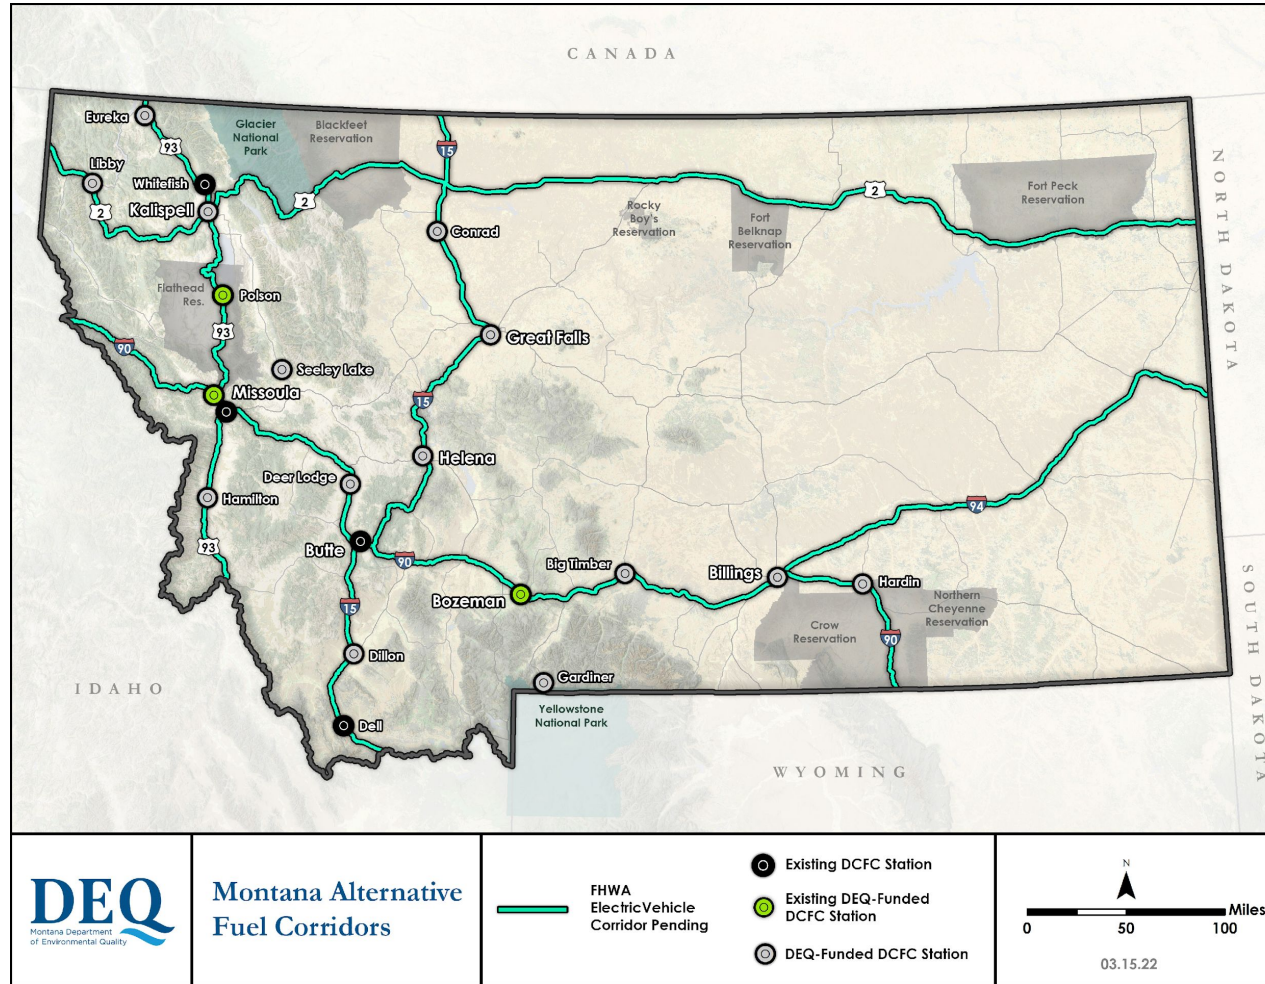 CANADA
Eureka
Glacier
National
Park
Blackfeet
Reservation
93
15
NORTH DAKOTA
Libby
Whitefish
2
Kalispell
2
2
Fort Peck
Reservation
Rocky
Boy's
Reservation
Fort
Belknap
Reservation
Conrad
Flathead
Res.
Polson
93
90
Great Falls
Seeley Lake
Missoula
15
Helena
Deer Lodge
Hamilton
94
93
Butte
90
Big Timber
Billings
Hardin
Bozeman
15
Northern
Cheyenne
Reservation
Crow
Reservation
90
SOUTH DAKOTA
Dillon
Gardiner
IDAHO
Yellowstone
National Park
Dell
WYOMING
DEQ
Montana Department
of Environmental Quality
Montana Alternative
Fuel Corridors
FHWA
ElectricVehicle
Corridor Pending
Existing DCFC Station
Existing DEQ-Funded
DCFC Station
DEQ-Funded DCFC Station
N
Miles
0 50 100
03.15.22